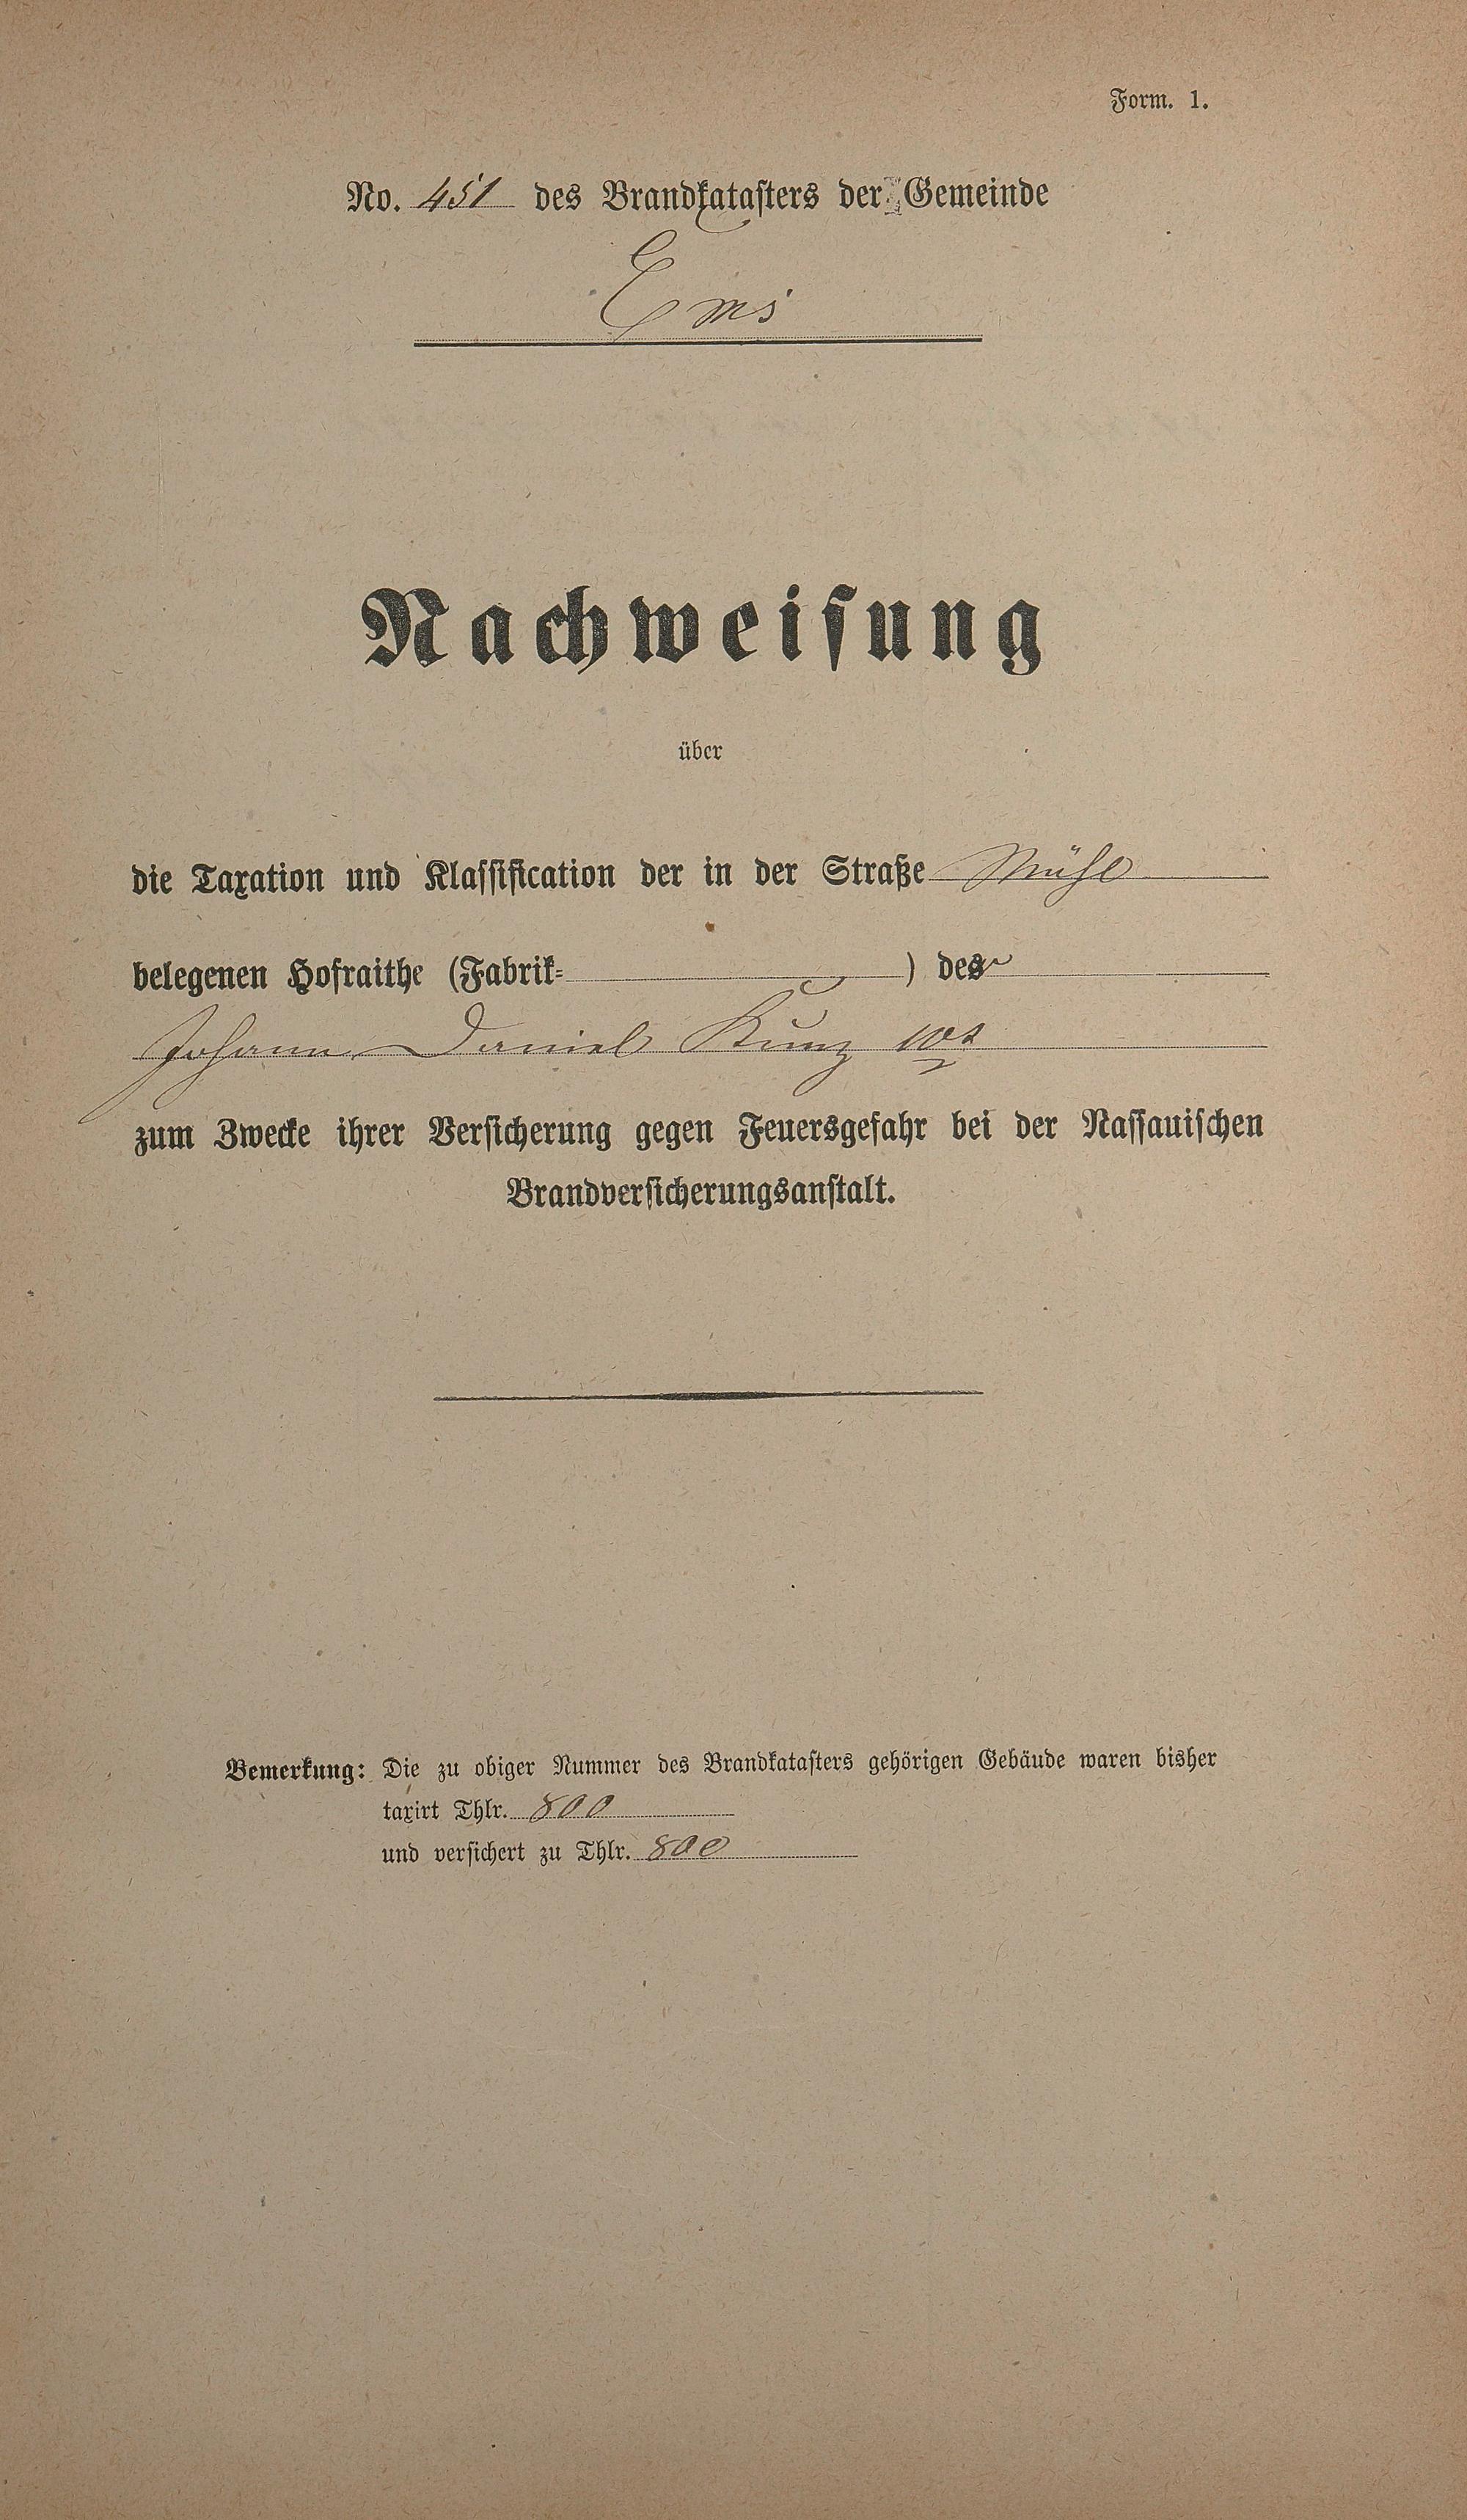 Form. 1.
No. 451 des Brandkatasters der Gemeinde
Ems
Nachweisung
über
die Taxation und Klassification der in der Straße Mühl
belegenen Hofraithe (Fabrik- ) der
Johann Daniel Kunz Wt
zum Zwecke ihrer Versicherung gegen Feuersgefahr bei der Nassauischen
Brandversicherungsanstalt.
Bemerkung: Die zu obiger Nummer des Brandkatasters gehörigen Gebäude waren bisher
taxirt Thlr. 800
und versichert zu Thlr. 800